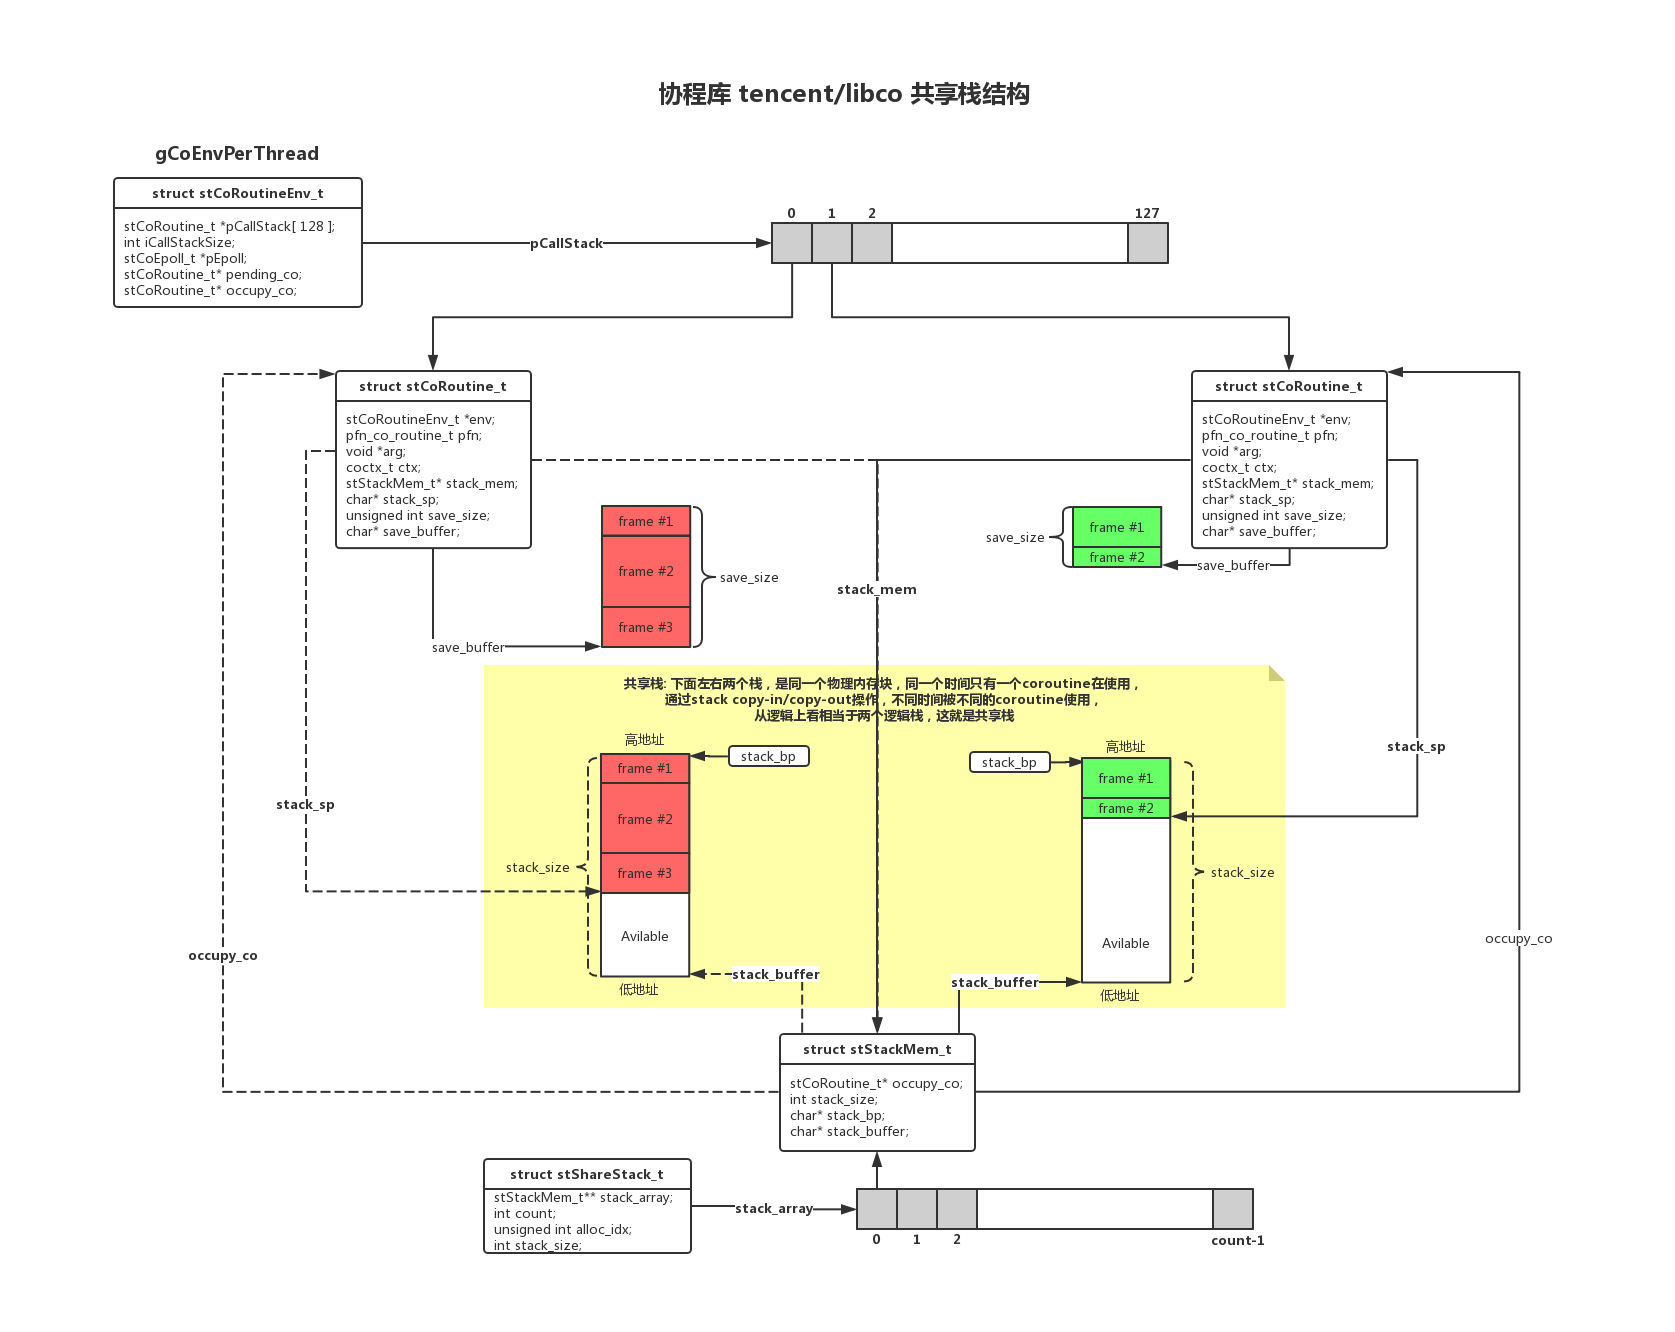 协程库 tencent/libco 共享栈结构
gCoEnvPerThread
struct stCoRoutineEnv_t
stCoRoutine_t *pCallStack[ 128 ];
int iCallStackSize;
stCoEpoll_t *pEpoll;
stCoRoutine_t* pending_co;
stCoRoutine_t* occupy_co;
pCallStack
0 1 2 127
struct stCoRoutine_t
stCoRoutineEnv_t *env;
pfn_co_routine_t pfn;
void *arg;
coctx_t ctx;
stStackMem_t* stack_mem;
char* stack_sp;
unsigned int save_size;
char* save_buffer;
struct stCoRoutine_t
stCoRoutineEnv_t *env;
pfn_co_routine_t pfn;
void *arg;
coctx_t ctx;
stStackMem_t* stack_mem;
char* stack_sp;
unsigned int save_size;
char* save_buffer;
frame #1
frame #2
frame #3
save_size
save_buffer
stack_mem
save_size
frame #1
frame #2
save_buffer
共享栈: 下面左右两个栈，是同一个物理内存块，同一个时间只有一个coroutine在使用，
通过stack copy-in/copy-out操作，不同时间被不同的coroutine使用，
从逻辑上看相当于两个逻辑栈，这就是共享栈
高地址
stack_bp
frame #1
frame #2
frame #3
Avilable
stack_size
stack_sp
低地址
stack_buffer
occupy_co
高地址
stack_bp
frame #1
frame #2
Avilable
stack_size
stack_sp
低地址
stack_buffer
occupy_co
struct stStackMem_t
stCoRoutine_t* occupy_co;
int stack_size;
char* stack_bp;
char* stack_buffer;
struct stShareStack_t
stStackMem_t** stack_array;
int count;
unsigned int alloc_idx;
int stack_size;
stack_array
0 1 2 count-1